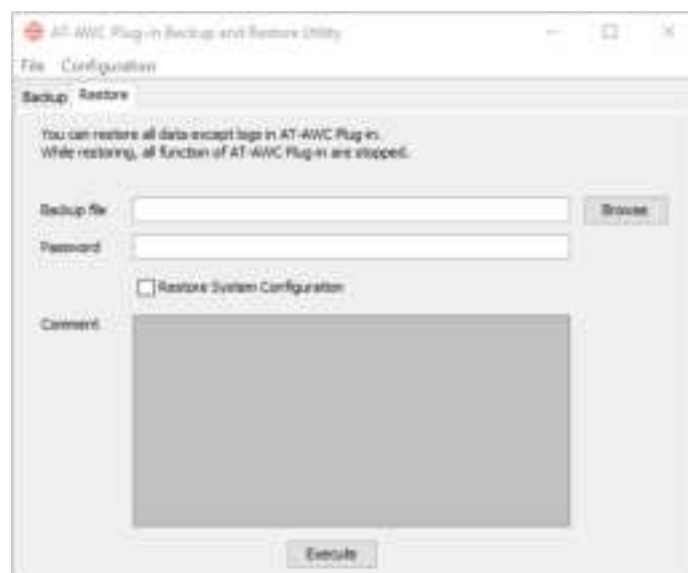 AT-AWC Plug-in Backup and Restore Utility
File Configuration
Backup Restore
You can restore all data except logs in AT-AWC Plug-in.
While restoring, all function of AT-AWC Plug-in are stopped.
Backup file Browse
Password
Restore System Configuration
Comment
Execute